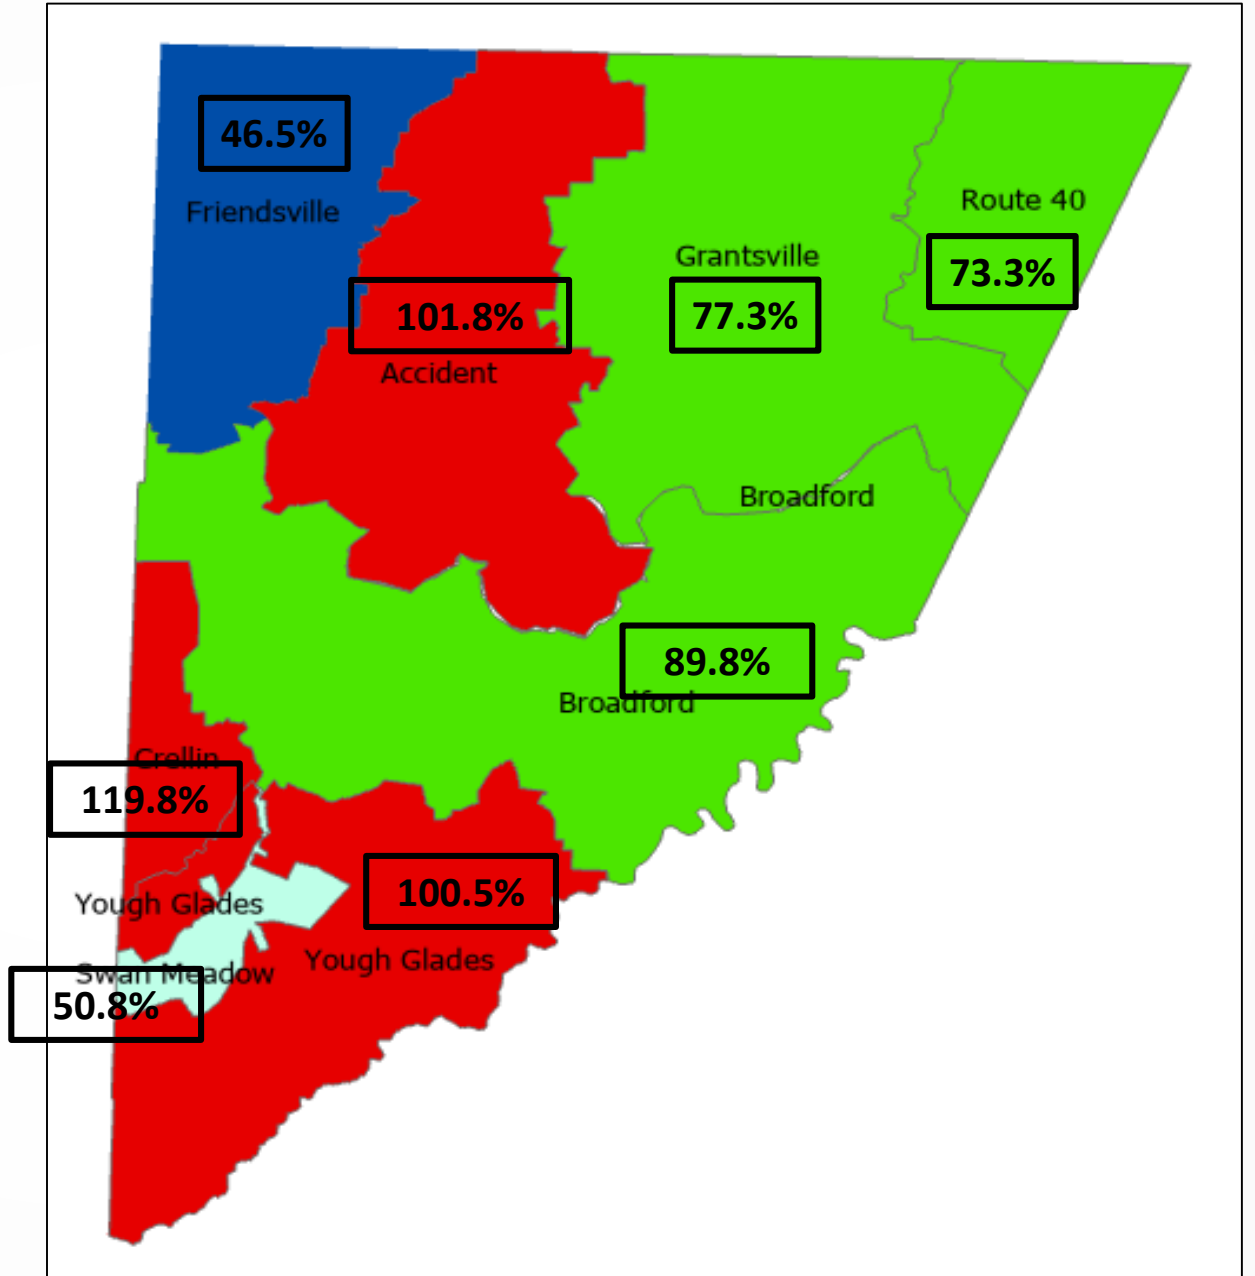 46.5%
Friendsville
Route 40
Grantsville
73.3%
101.8%
77.3%
Accident
Broadford
89.8%
Broadford
Crellin
119.8%
100.5%
Yough Glades
Yough Glades
Swan Meadow
50.8%